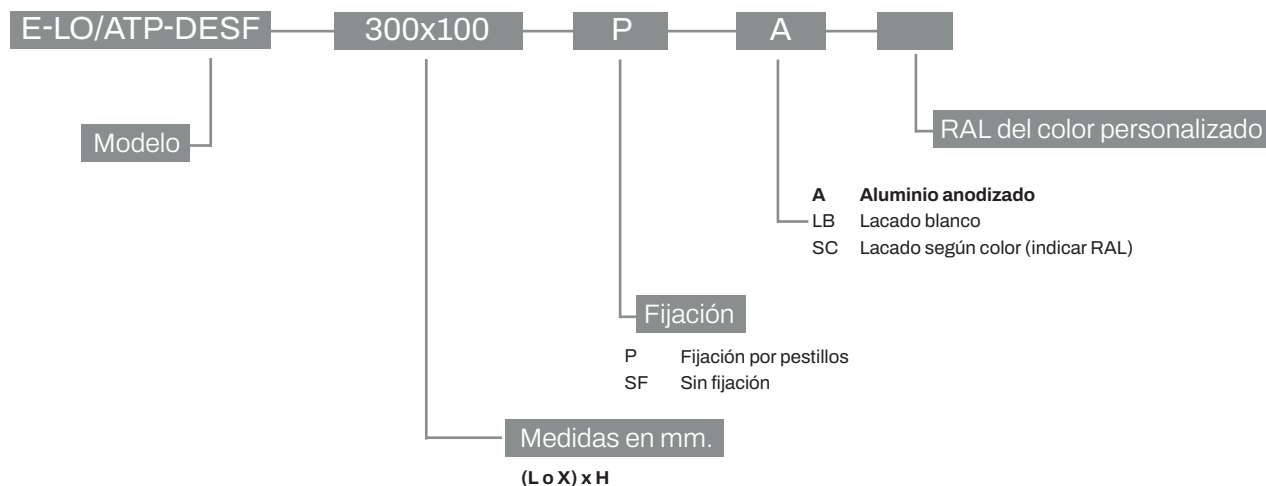 E-LO/ATP-DESF 300x100 P A
Modelo
RAL del color personalizado
A Aluminio anodizado
LB Lacado blanco
SC Lacado según color (indicar RAL)
Fijación
P Fijación por pestillos
SF Sin fijación
Medidas en mm.
(L o X) x H